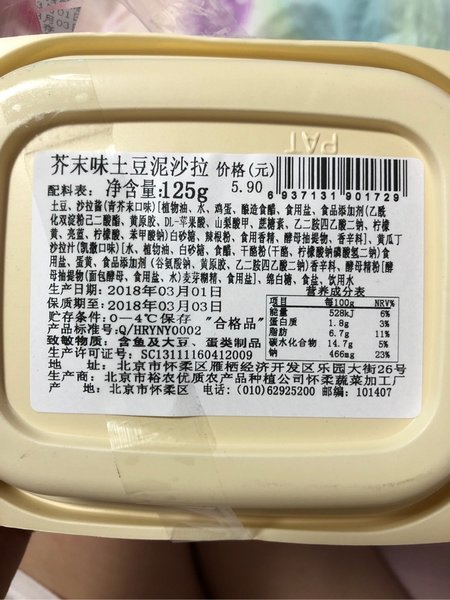 PAT
芥末味土豆泥沙拉 价格(元)
5.90
6 937131 901729
配料表: 净含量:125g
土豆、沙拉酱(青芥末口味)[植物油、水、鸡蛋、酿造食醋、食用盐、食品添加剂(乙酰
化双淀粉己二酸酯、黄原胶、DL-苹果酸、山梨酸钾、蔗糖素、乙二胺四乙酸二钠、柠檬
黄、亮蓝、柠檬酸、苯甲酸钠)白砂糖、辣根粉、食用香精、酵母抽提物、香辛料]、黄瓜丁
沙拉汁(凯撒口味)[水、植物油、白砂糖、食醋、干酪粉(干酪、柠檬酸钠磷酸氢二钠)食
用盐、蛋黄、食品添加剂(谷氨酸钠、黄原胶、乙二胺四乙酸二钠)香辛料、酵母精粉[酵
母抽提物(面包酵母、食用盐、水)麦芽糊精、食用盐]、绵白糖、食盐、饮用水
生产日期:2018年03月01日
保质期至:2018年03月03日
贮存条件:0—4℃保存 "合格品"
产品标准号:Q/HRYNY0002
致敏物质: 含鱼及大豆、蛋类制品
生产许可证号: SC13111160412009
营养成分表
项目 每100g NRV%
能量 528kJ 6%
蛋白质 1.8g 3%
脂肪 6.7g 11%
碳水化合物 14.7g 5%
钠 466mg 23%
地 址: 北京市怀柔区雁栖经济开发区乐园大街26号
生产商: 北京市裕农优质农产品种植公司怀柔蔬菜加工厂
产 地: 北京市怀柔区 电话:(010)62925200 邮编: 101407